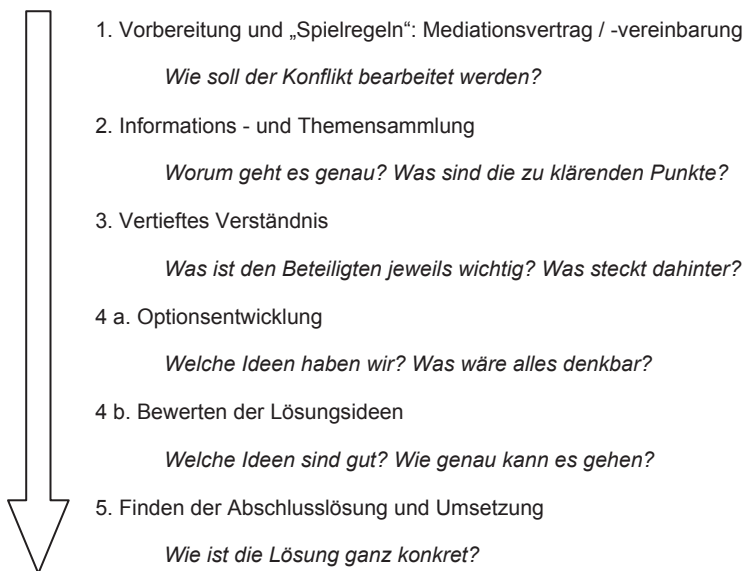 1. Vorbereitung und „Spielregeln“: Mediationsvertrag / -vereinbarung
Wie soll der Konflikt bearbeitet werden?
2. Informations - und Themensammlung
Worum geht es genau? Was sind die zu klärenden Punkte?
3. Vertieftes Verständnis
Was ist den Beteiligten jeweils wichtig? Was steckt dahinter?
4 a. Optionsentwicklung
Welche Ideen haben wir? Was wäre alles denkbar?
4 b. Bewerten der Lösungsideen
Welche Ideen sind gut? Wie genau kann es gehen?
5. Finden der Abschlusslösung und Umsetzung
Wie ist die Lösung ganz konkret?